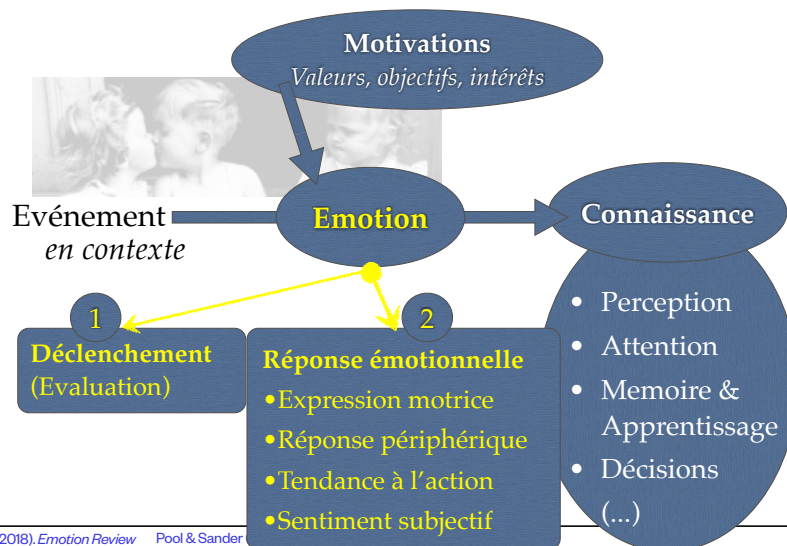 Motivations
Valeurs, objectifs, intérêts
Evénement
en contexte
Emotion
Connaissance
1
Déclenchement
(Evaluation)
2
Réponse émotionnelle
•Expression motrice
•Réponse périphérique
•Tendance à l'action
•Sentiment subjectif
• Perception
• Attention
• Memoire &
Apprentissage
• Décisions
(...)
2018). Emotion Review Pool & Sander